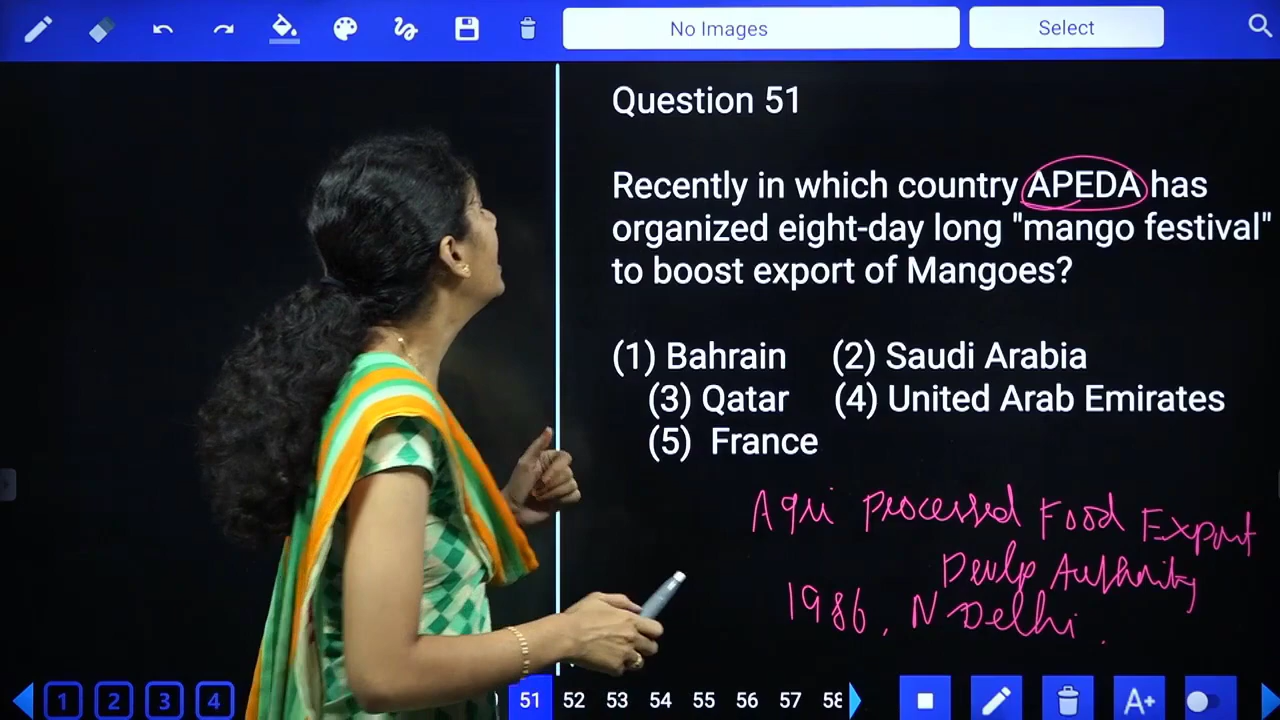 No Images
Select
Question 51
Recently in which country APEDA has
organized eight-day long "mango festival"
to boost export of Mangoes?
(1) Bahrain (2) Saudi Arabia
(3) Qatar (4) United Arab Emirates
(5) France
Agri Processed Food Export
Devlp Authority
1986, N Delhi.
1 2 3 4 51 52 53 54 55 56 57 58 A+